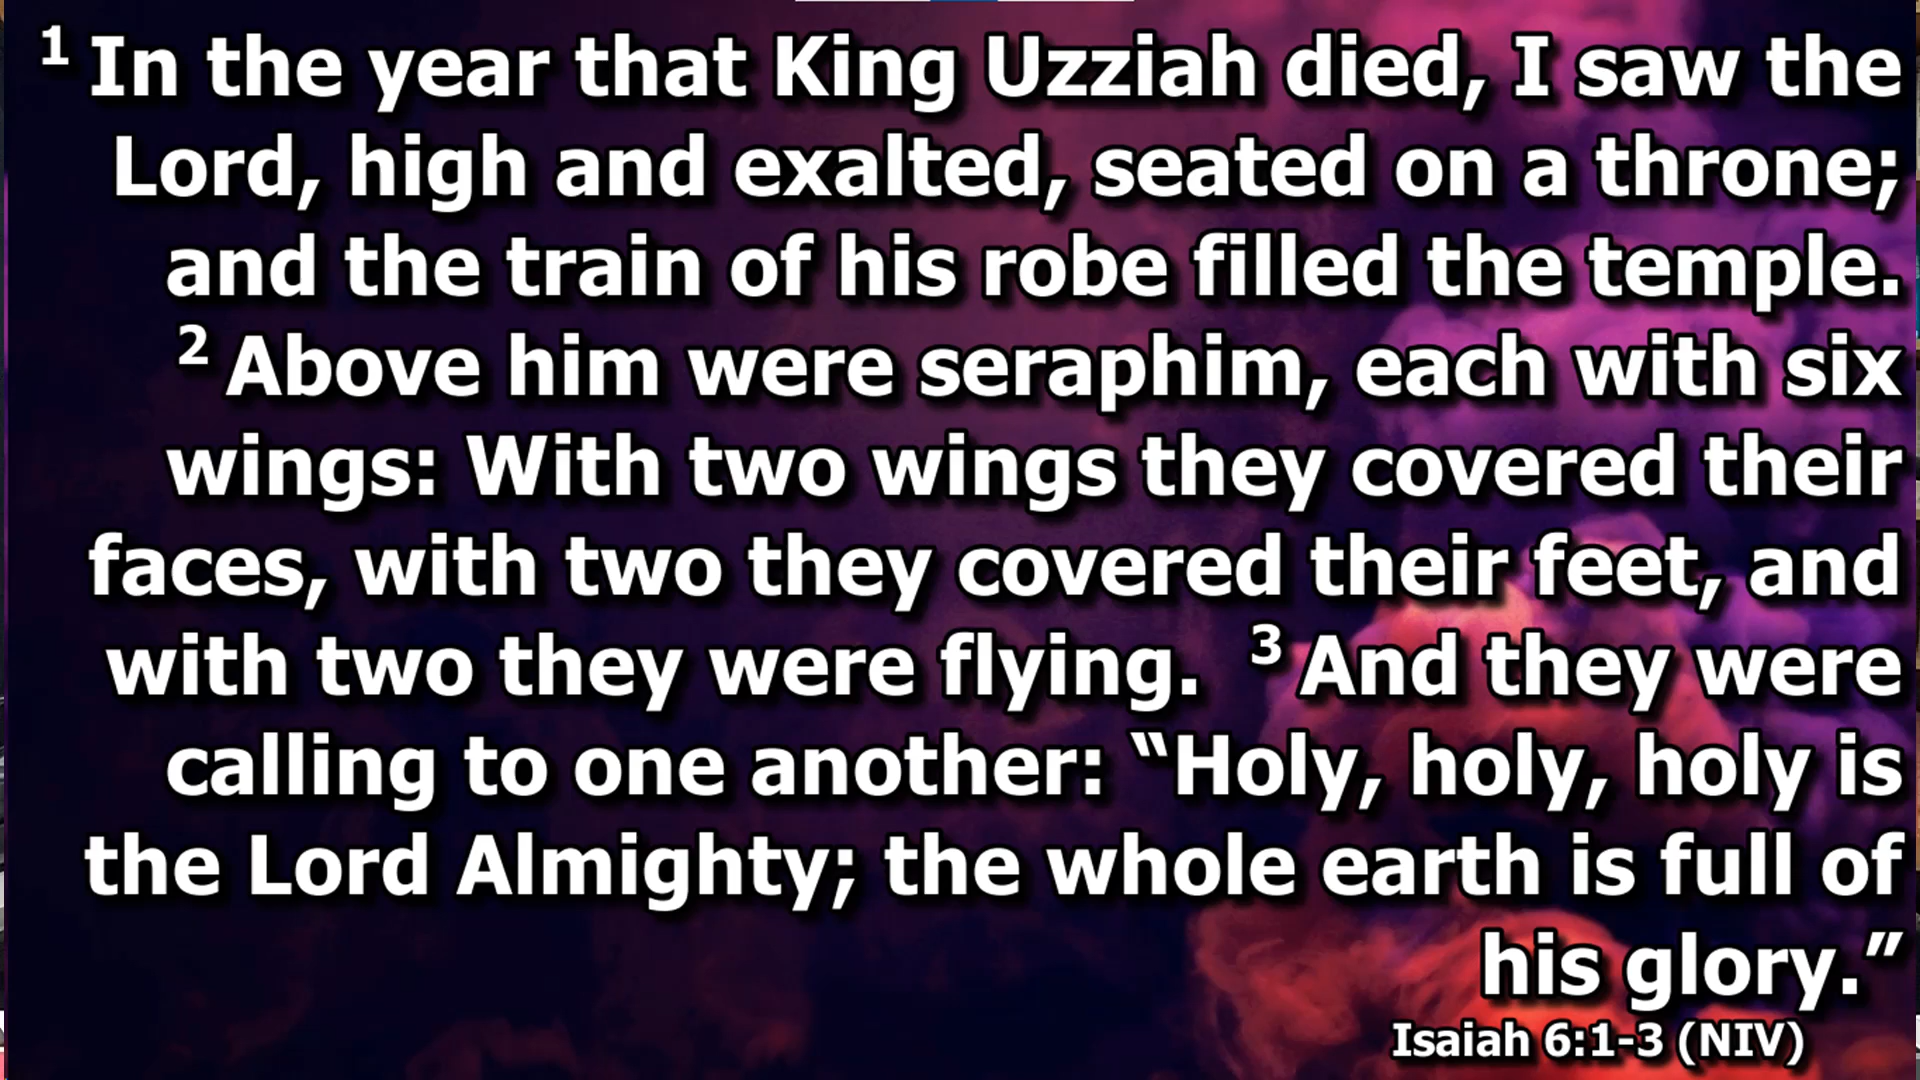 1 In the year that King Uzziah died, I saw the
Lord, high and exalted, seated on a throne;
and the train of his robe filled the temple.
2 Above him were seraphim, each with six
wings: With two wings they covered their
faces, with two they covered their feet, and
with two they were flying. 3 And they were
calling to one another: “Holy, holy, holy is
the Lord Almighty; the whole earth is full of
his glory.”
Isaiah 6:1-3 (NIV)